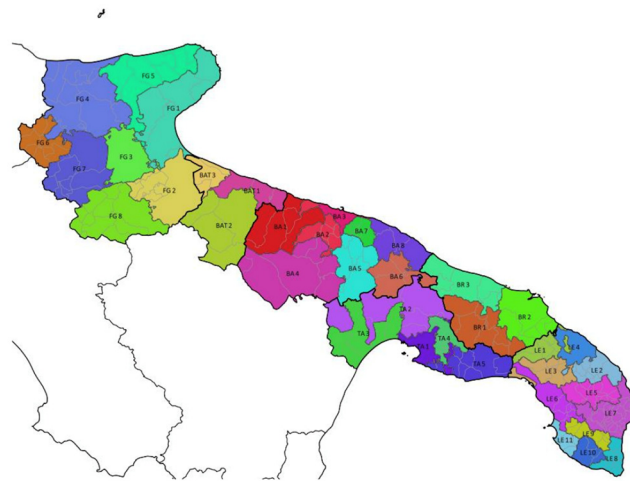 FG 5
FG 4
FG 1
FG 6
FG 3
FG 7
BAT 3
FG 2
BAT 1
FG 8
BAT 2
BA 1
BA 3
BA 2
BA 7
BA 8
BA 5
BA 4
BA 6
BR 3
TA 2
BR 1
BR 2
TA 3
TA 4
TA 1
LE 1
LE 4
TA 5
LE 3
LE 2
LE 6
LE 5
LE 7
LE 9
LE 11
LE 10
LE 8